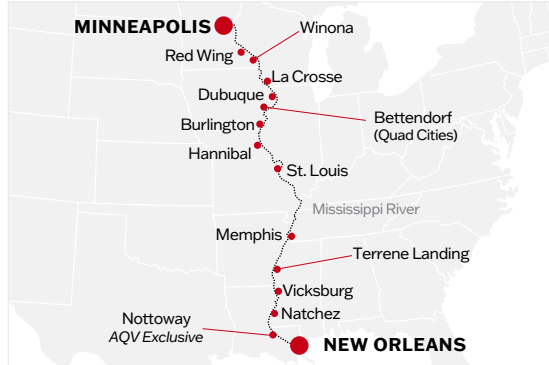 MINNEAPOLIS
Winona
Red Wing
La Crosse
Dubuque
Bettendorf
(Quad Cities)
Burlington
Hannibal
St. Louis
Mississippi River
Memphis
Terrene Landing
Vicksburg
Natchez
Nottoway
AQV Exclusive
NEW ORLEANS